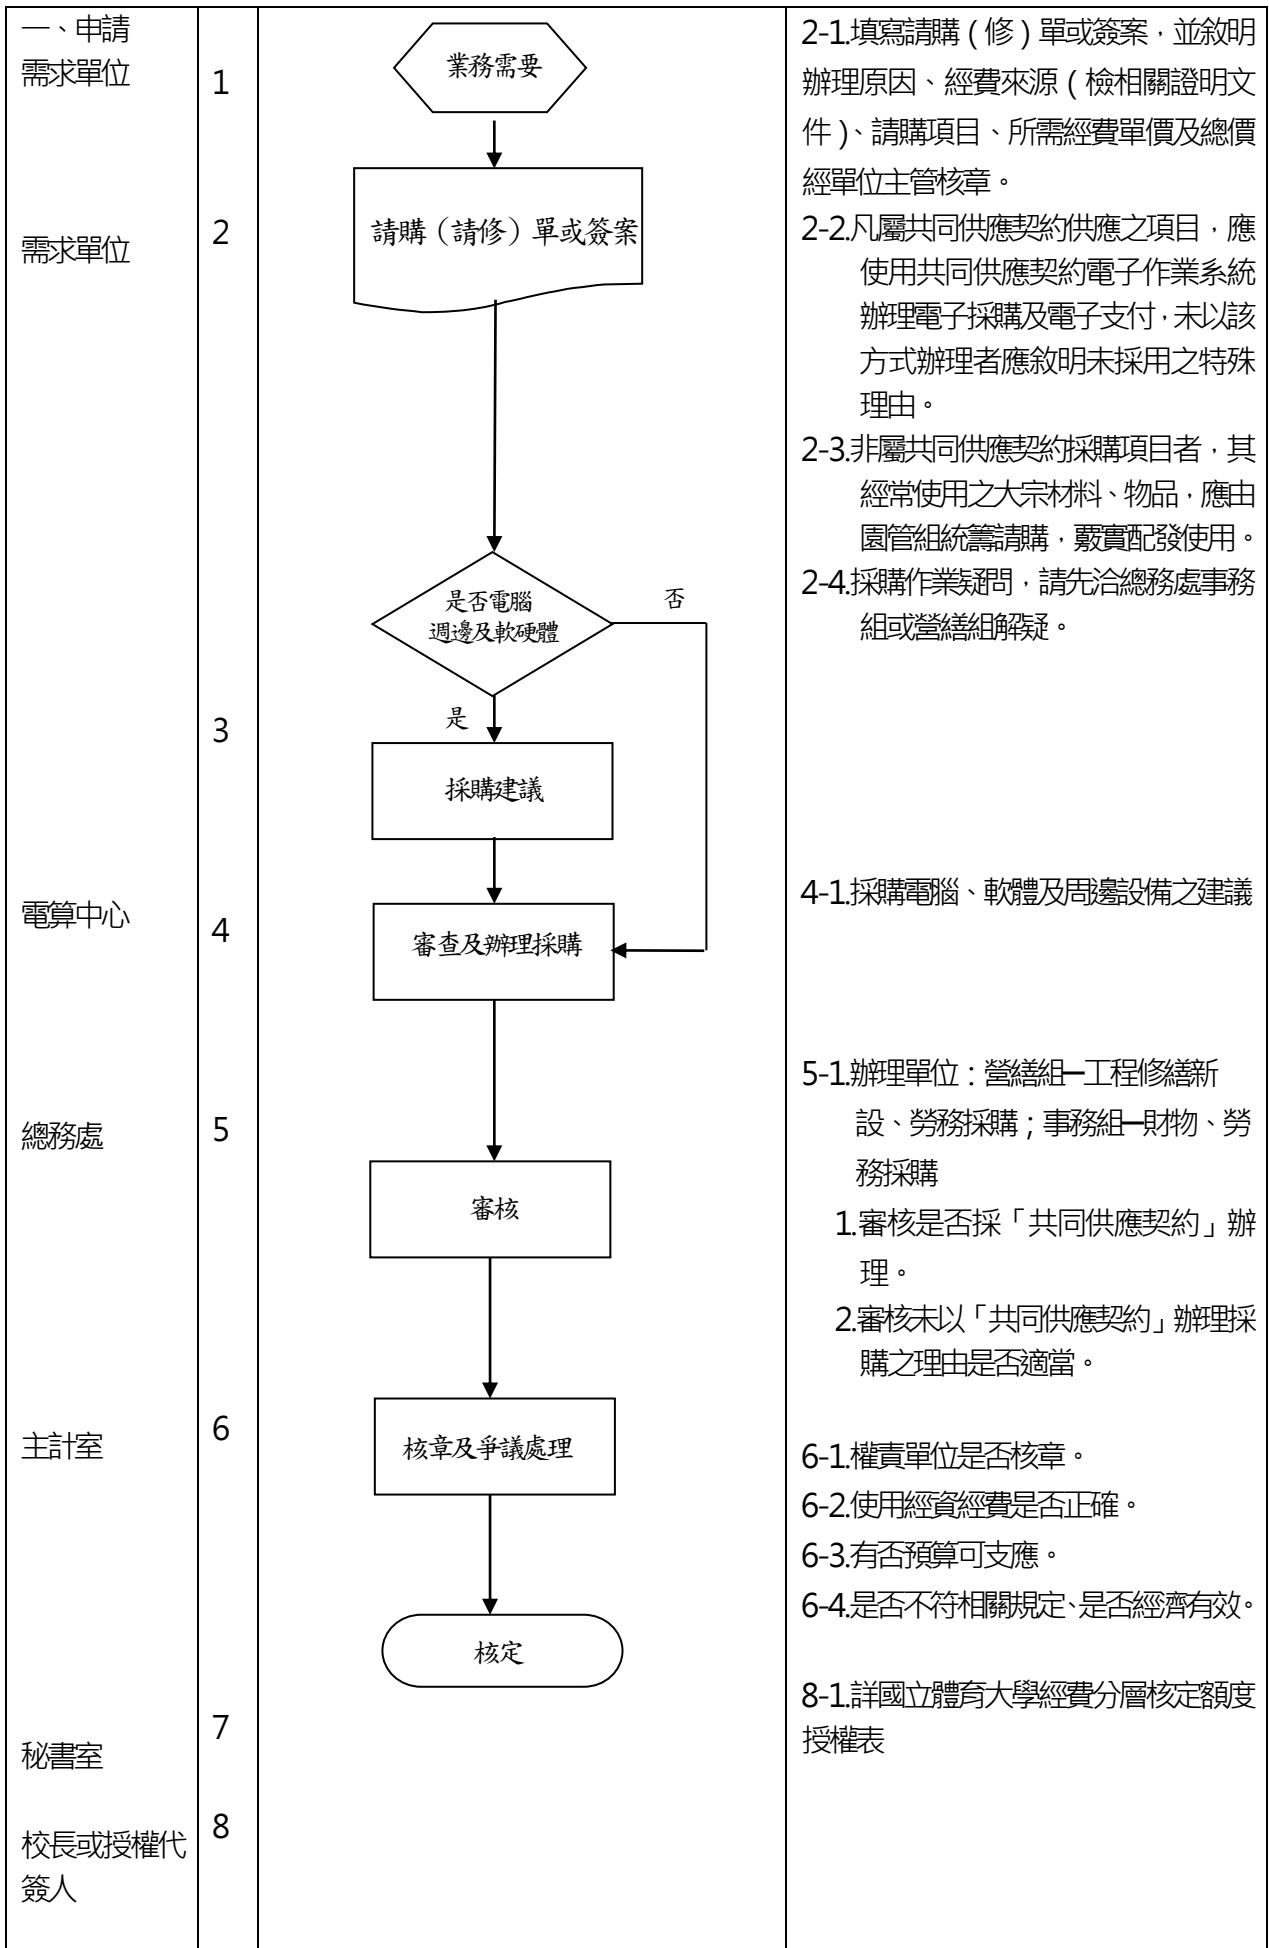 一、申請
需求單位
需求單位
電算中心
總務處
主計室
秘書室
校長或授權代
簽人
1
2
3
4
5
6
7
8
業務需要
請購（請修）單或簽案
是否電腦
週邊及軟硬體
否
是
採購建議
審查及辦理採購
審核
核章及爭議處理
核定
2-1.填寫請購（修）單或簽案，並敘明
辦理原因、經費來源（檢相關證明文
件）、請購項目、所需經費單價及總價
經單位主管核章。
2-2.凡屬共同供應契約供應之項目，應
使用共同供應契約電子作業系統
辦理電子採購及電子支付，未以該
方式辦理者應敘明未採用之特殊
理由。
2-3.非屬共同供應契約採購項目者，其
經常使用之大宗材料、物品，應由
園管組統籌請購，覈實配發使用。
2-4.採購作業疑問，請先洽總務處事務
組或營繕組解疑。
4-1.採購電腦、軟體及周邊設備之建議
5-1.辦理單位：營繕組─工程修繕新
設、勞務採購；事務組─財物、勞
務採購
1.審核是否採「共同供應契約」辦
理。
2.審核未以「共同供應契約」辦理採
購之理由是否適當。
6-1.權責單位是否核章。
6-2.使用經資經費是否正確。
6-3.有否預算可支應。
6-4.是否不符相關規定、是否經濟有效。
8-1.詳國立體育大學經費分層核定額度
授權表